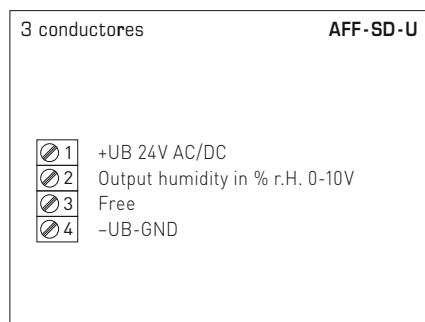 3 conductores AFF-SD-U
1 +UB 24V AC/DC
2 Output humidity in % r.H. 0-10V
3 Free
4 –UB-GND